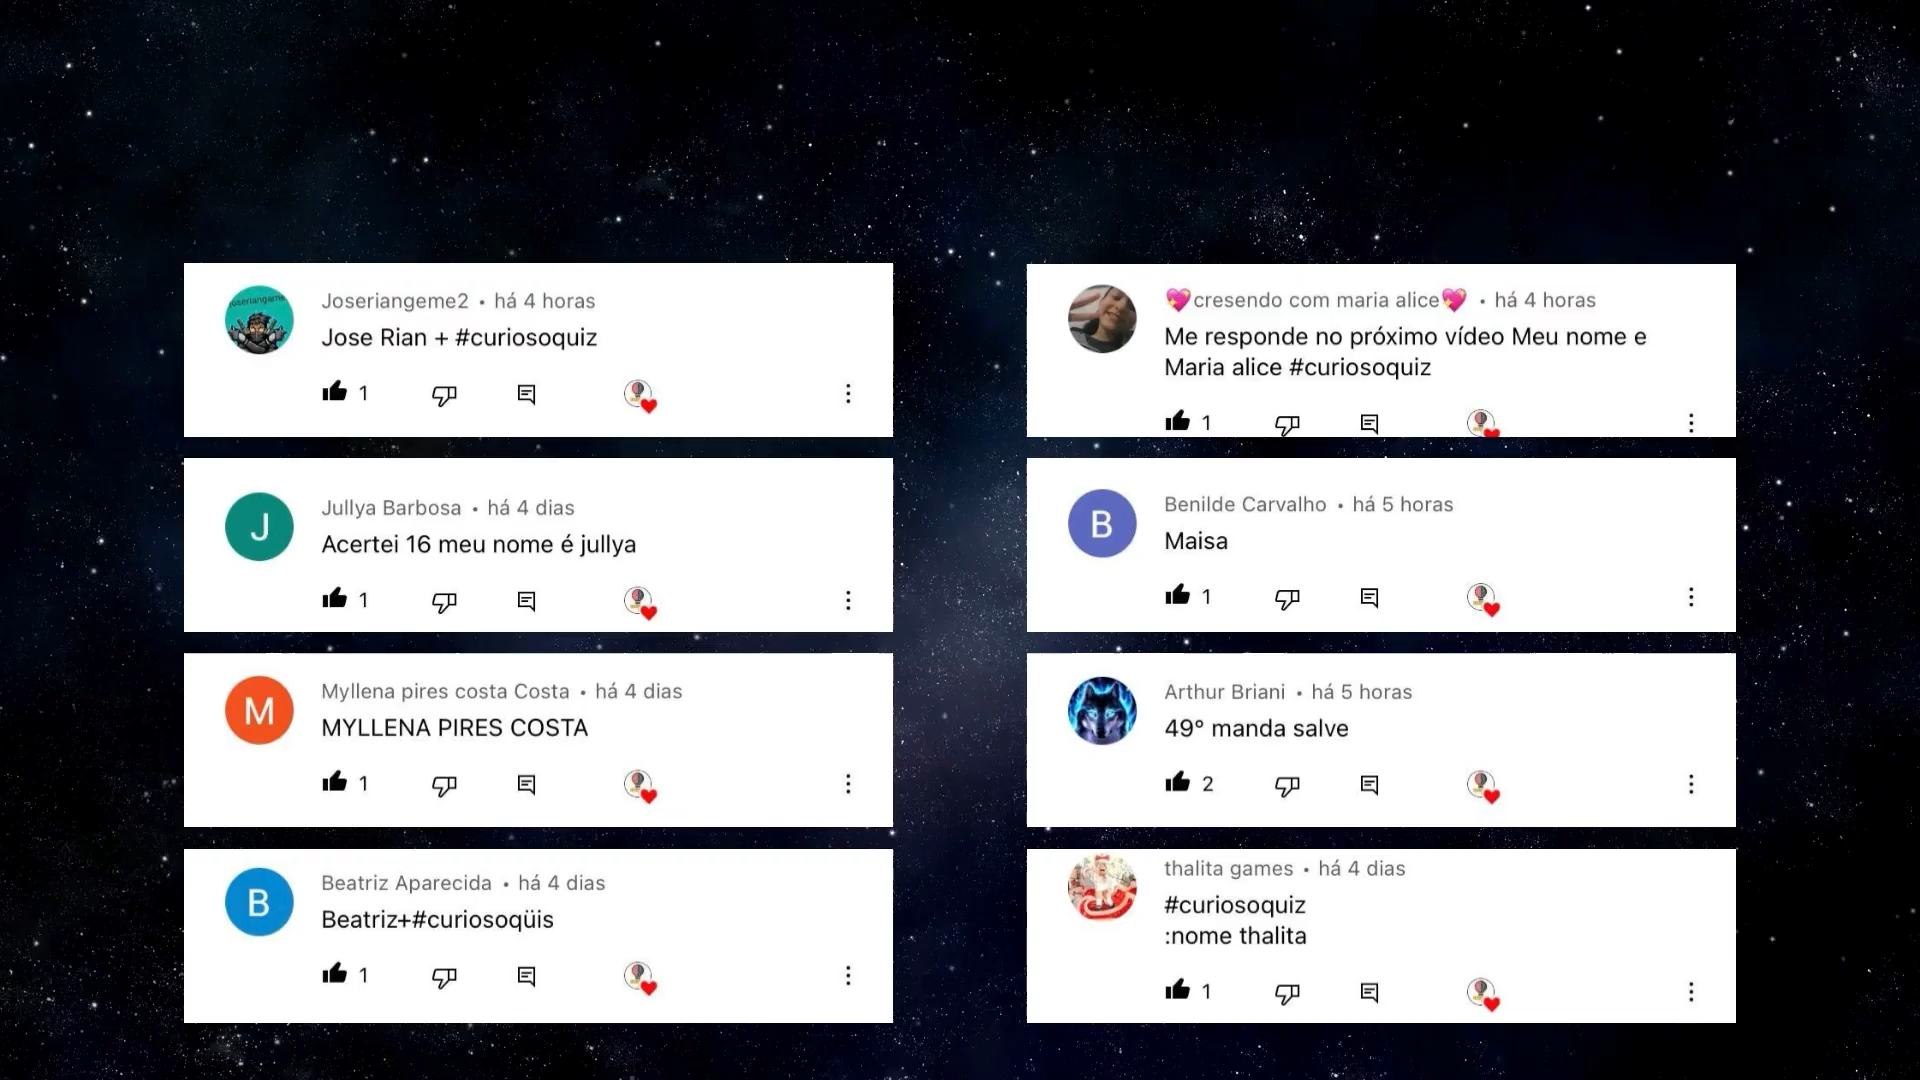 Joseriangeme2 • há 4 horas
Jose Rian + #curiosoquiz
1
Jullya Barbosa • há 4 dias
Acertei 16 meu nome é jullya
1
J
Myllena pires costa Costa • há 4 dias
MYLLENA PIRES COSTA
1
M
Beatriz Aparecida • há 4 dias
Beatriz+#curiosoqüis
1
B
💖cresendo com maria alice💖 • há 4 horas
Me responde no próximo vídeo Meu nome e
Maria alice #curiosoquiz
1
Benilde Carvalho • há 5 horas
Maisa
1
B
Arthur Briani • há 5 horas
49° manda salve
2
thalita games • há 4 dias
#curiosoquiz
:nome thalita
1